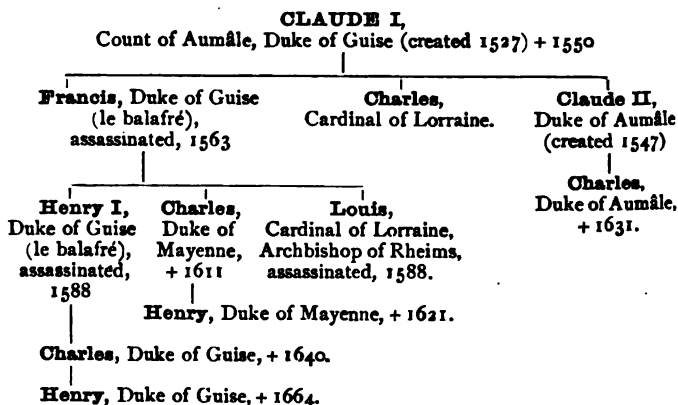 CLAUDE I,
Count of Aumâle, Duke of Guise (created 1527) + 1550
Francis, Duke of Guise
(le balafré),
assassinated, 1563
Charles,
Cardinal of Lorraine.
Claude II,
Duke of Aumâle
(created 1547)
Charles,
Duke of Aumâle,
+ 1631.
Henry I,
Duke of Guise
(le balafré),
assassinated,
1588
Charles,
Duke of
Mayenne,
+ 1611
Louis,
Cardinal of Lorraine,
Archbishop of Rheims,
assassinated, 1588.
Henry, Duke of Mayenne, + 1621.
Charles, Duke of Guise, + 1640.
Henry, Duke of Guise, + 1664.